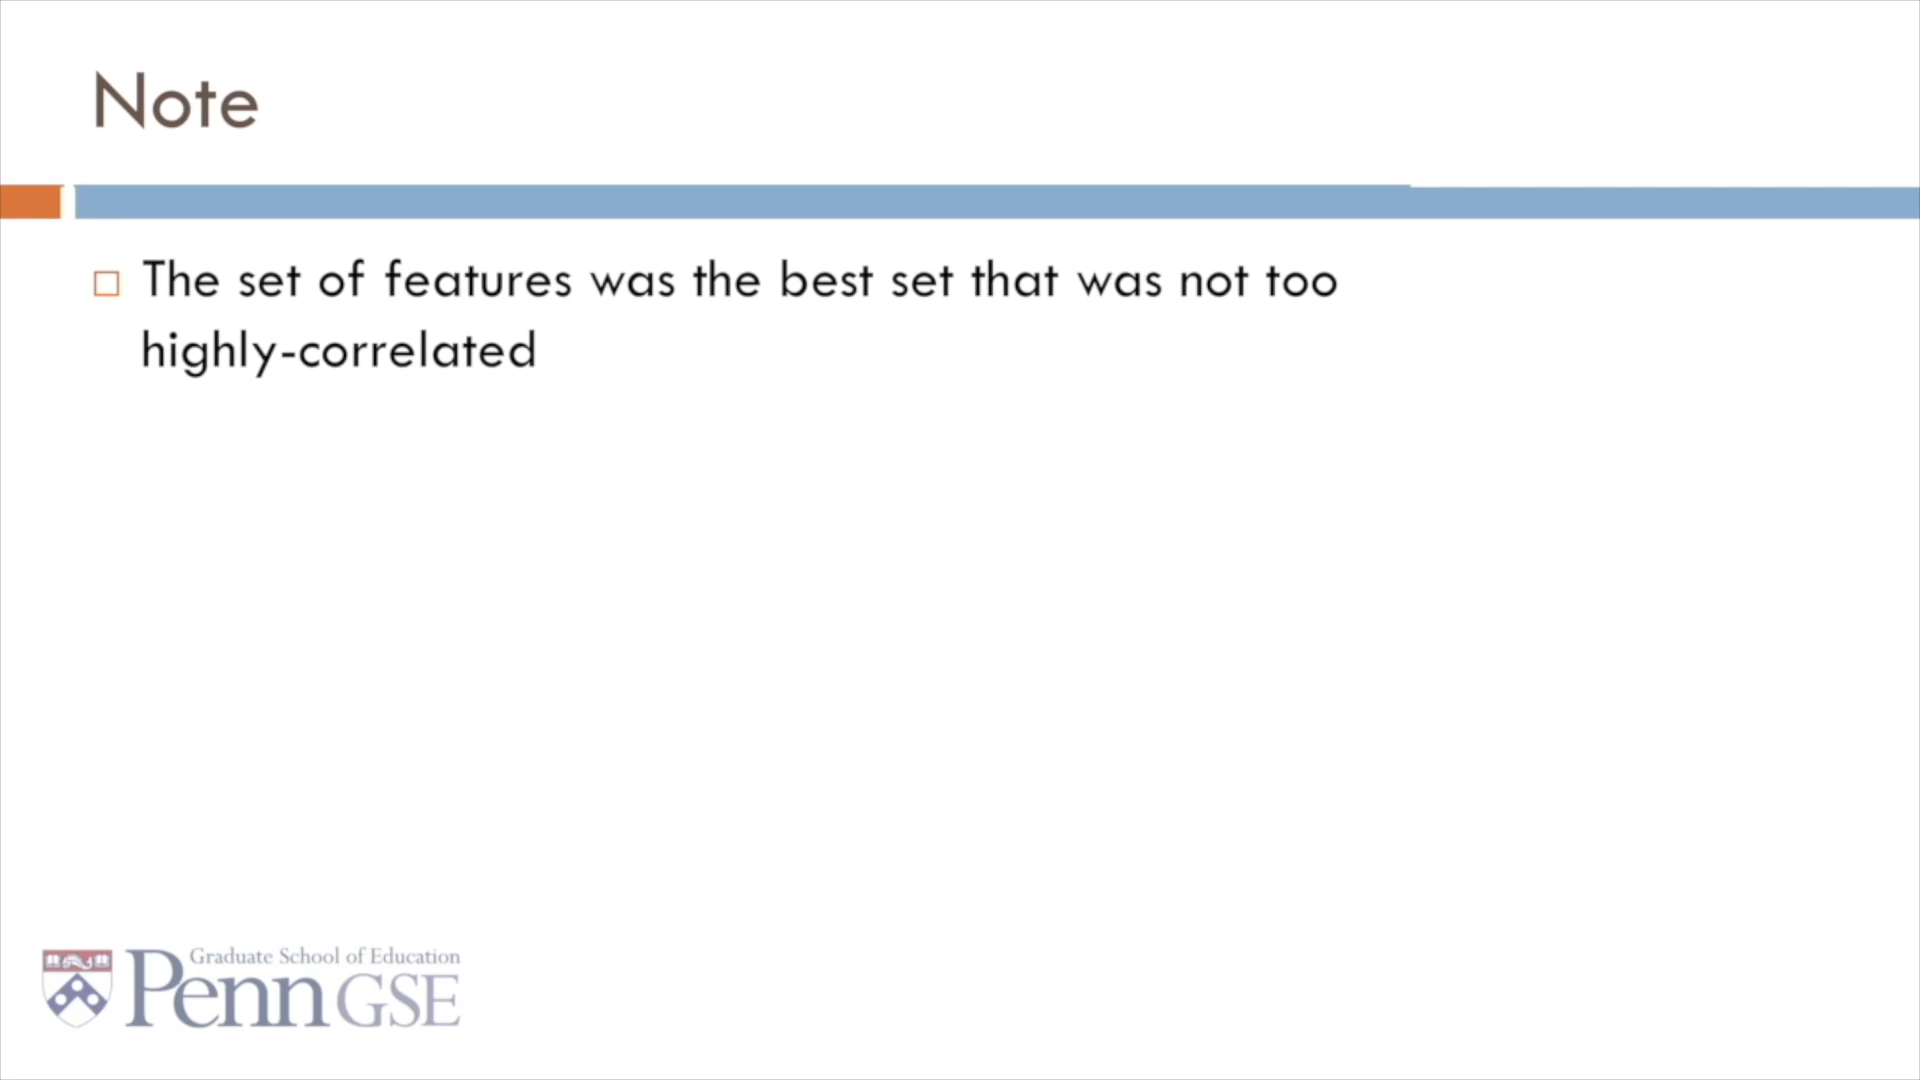 Note
The set of features was the best set that was not too
highly-correlated
Graduate School of Education
Penn GSE